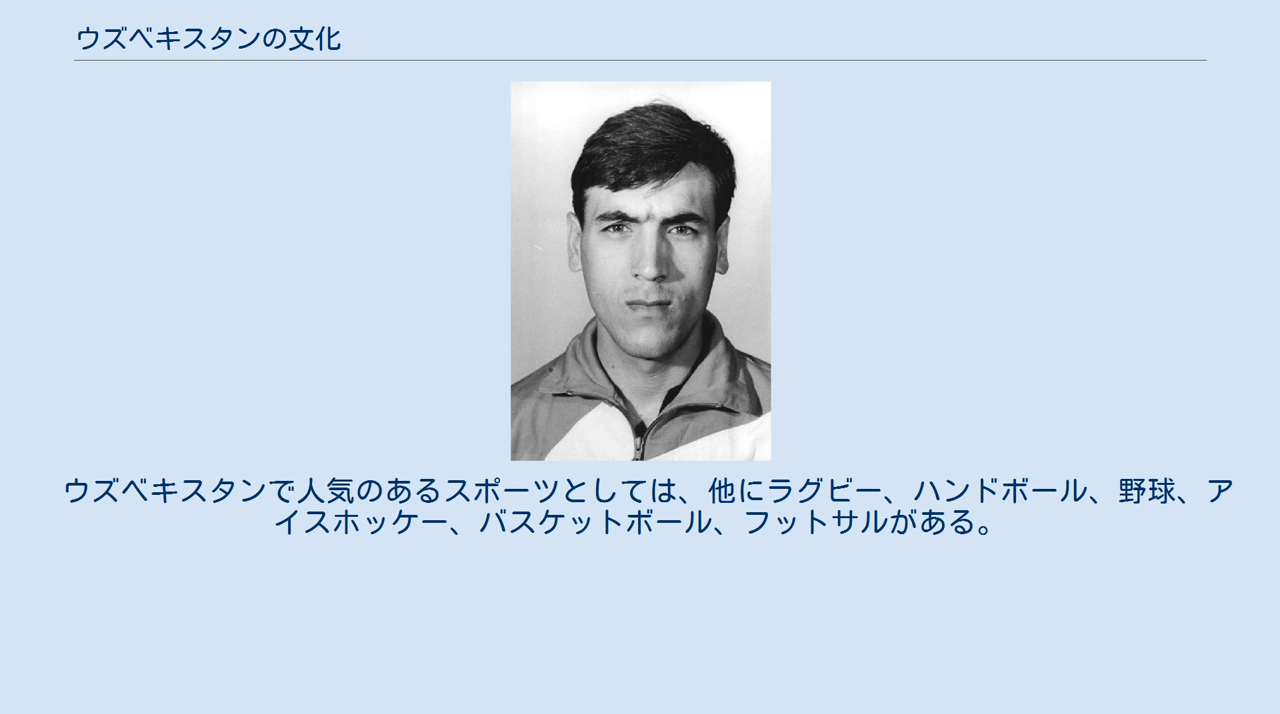 ウズベキスタンの文化
ウズベキスタンで人気のあるスポーツとしては、他にラグビー、ハンドボール、野球、ア
イスホッケー、バスケットボール、フットサルがある。